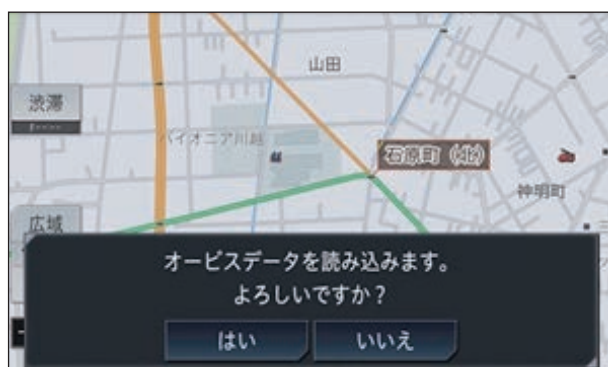 山田
渋滞
パイオニア川越
石原町(北)
神明町
広域
オービスデータを読み込みます。
よろしいですか?
はい
いいえ